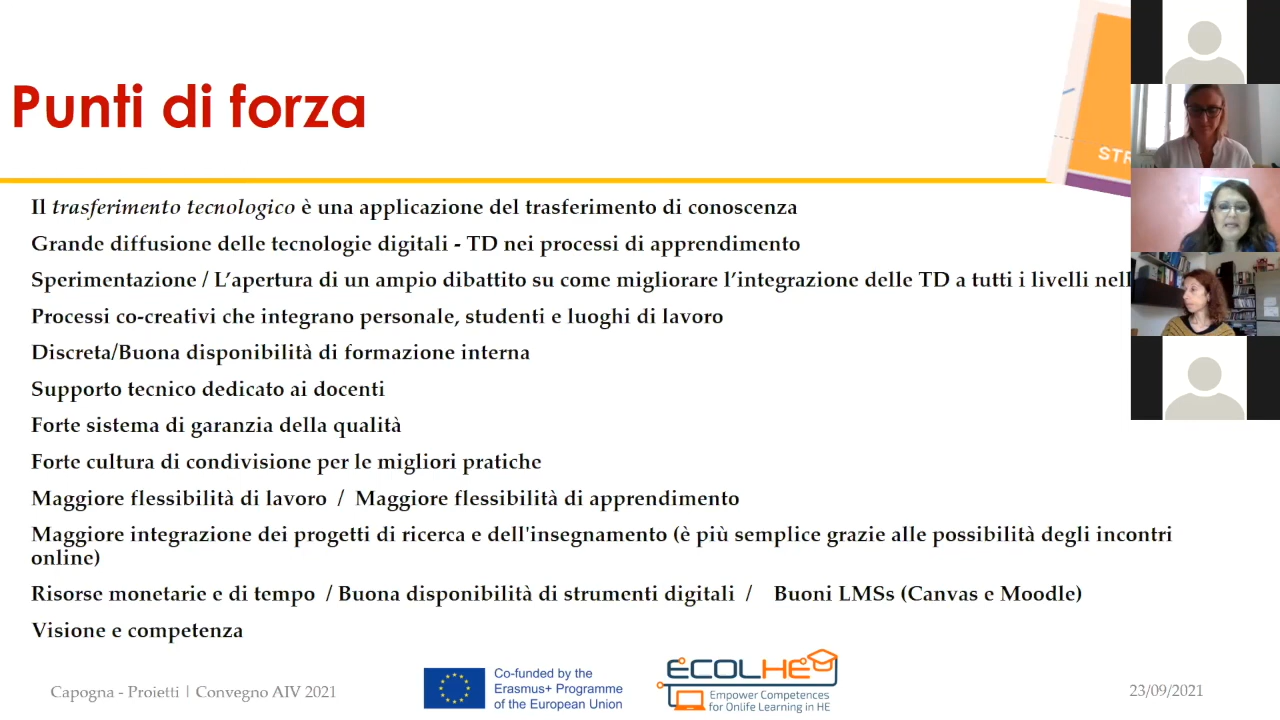 Punti di forza
STR
Il trasferimento tecnologico è una applicazione del trasferimento di conoscenza
Grande diffusione delle tecnologie digitali - TD nei processi di apprendimento
Sperimentazione / L’apertura di un ampio dibattito su come migliorare l’integrazione delle TD a tutti i livelli nell
Processi co-creativi che integrano personale, studenti e luoghi di lavoro
Discreta/Buona disponibilità di formazione interna
Supporto tecnico dedicato ai docenti
Forte sistema di garanzia della qualità
Forte cultura di condivisione per le migliori pratiche
Maggiore flessibilità di lavoro / Maggiore flessibilità di apprendimento
Maggiore integrazione dei progetti di ricerca e dell'insegnamento (è più semplice grazie alle possibilità degli incontri
online)
Risorse monetarie e di tempo / Buona disponibilità di strumenti digitali / Buoni LMSs (Canvas e Moodle)
Visione e competenza
Capogna - Proietti | Convegno AIV 2021
Co-funded by the
Erasmus+ Programme
of the European Union
ECOLHE
Empower Competences
for Onlife Learning in HE
23/09/2021